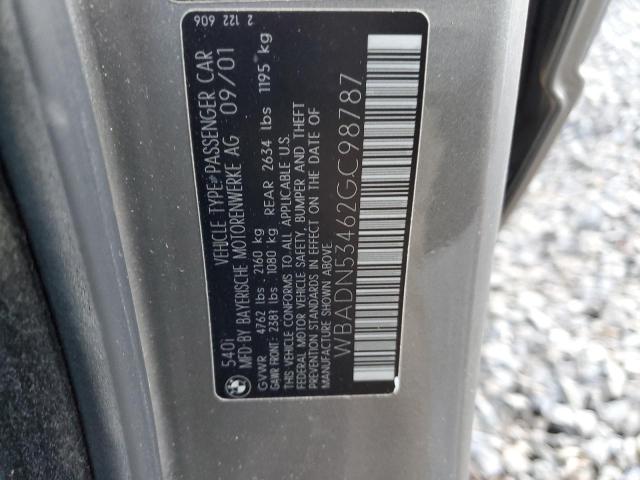 540i
VEHICLE TYPE: PASSENGER CAR
MFD BY BAYERISCHE MOTORENWERKE AG 09/01
GVWR 4762 lbs - 2160 kg
GAWR FRONT: 2381 lbs 1080 kg REAR 2634 lbs 1195 kg
THIS VEHICLE CONFORMS TO ALL APPLICABLE U.S.
FEDERAL MOTOR VEHICLE SAFETY, BUMPER AND THEFT
PREVENTION STANDARDS IN EFFECT ON THE DATE OF
MANUFACTURE SHOWN ABOVE
WBADN53462GC98787
2 122 606